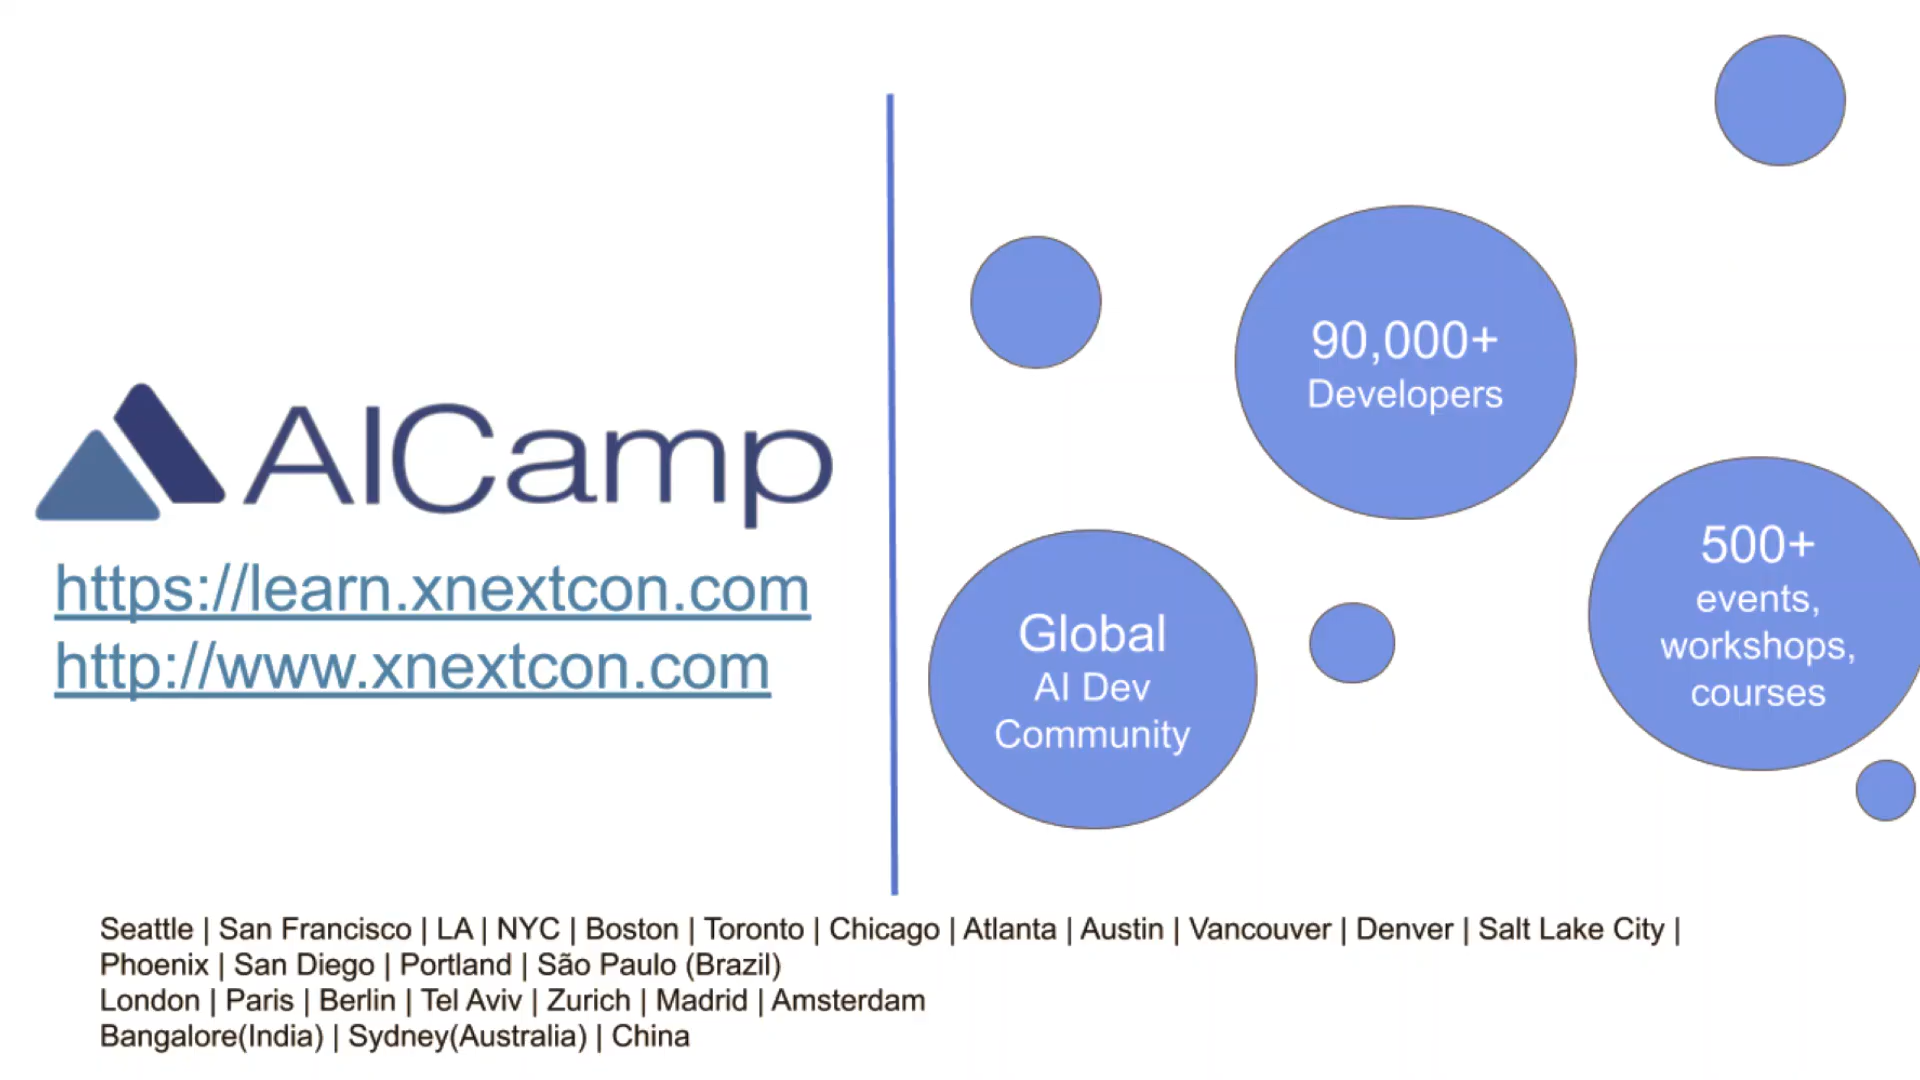 AICamp
https://learn.xnextcon.com
http://www.xnextcon.com
90,000+
Developers
500+
events,
workshops,
courses
Global
AI Dev
Community
Seattle | San Francisco | LA | NYC | Boston | Toronto | Chicago | Atlanta | Austin | Vancouver | Denver | Salt Lake City |
Phoenix | San Diego | Portland | São Paulo (Brazil)
London | Paris | Berlin | Tel Aviv | Zurich | Madrid | Amsterdam
Bangalore(India) | Sydney(Australia) | China